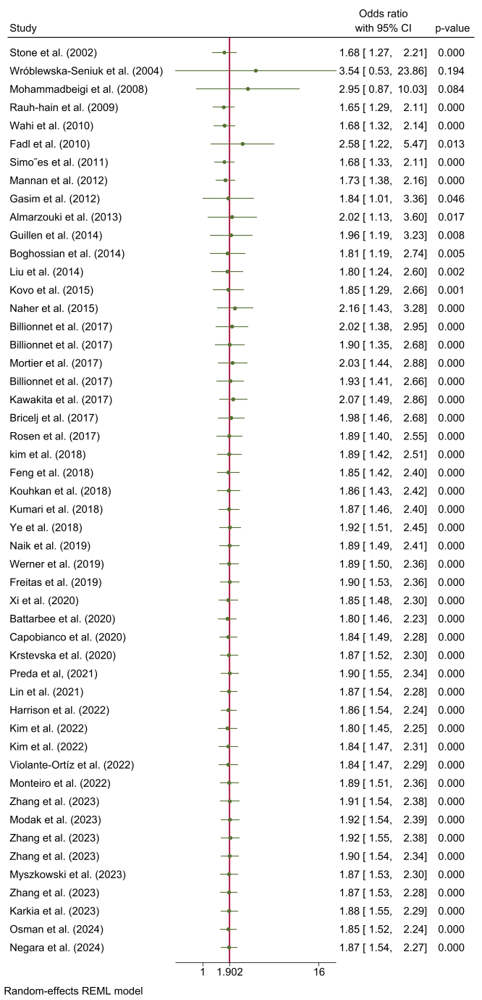 Odds ratio
Study with 95% CI p-value
Stone et al. (2002) 1.68 [ 1.27, 2.21] 0.000
Wróblewska-Seniuk et al. (2004) 3.54 [ 0.53, 23.86] 0.194
Mohammadbeigi et al. (2008) 2.95 [ 0.87, 10.03] 0.084
Rauh-hain et al. (2009) 1.65 [ 1.29, 2.11] 0.000
Wahi et al. (2010) 1.68 [ 1.32, 2.14] 0.000
Fadl et al. (2010) 2.58 [ 1.22, 5.47] 0.013
Simo˜es et al. (2011) 1.68 [ 1.33, 2.11] 0.000
Mannan et al. (2012) 1.73 [ 1.38, 2.16] 0.000
Gasim et al. (2012) 1.84 [ 1.01, 3.36] 0.046
Almarzouki et al. (2013) 2.02 [ 1.13, 3.60] 0.017
Guillen et al. (2014) 1.96 [ 1.19, 3.23] 0.008
Boghossian et al. (2014) 1.81 [ 1.19, 2.74] 0.005
Liu et al. (2014) 1.80 [ 1.24, 2.60] 0.002
Kovo et al. (2015) 1.85 [ 1.29, 2.66] 0.001
Naher et al. (2015) 2.16 [ 1.43, 3.28] 0.000
Billionnet et al. (2017) 2.02 [ 1.38, 2.95] 0.000
Billionnet et al. (2017) 1.90 [ 1.35, 2.68] 0.000
Mortier et al. (2017) 2.03 [ 1.44, 2.88] 0.000
Billionnet et al. (2017) 1.93 [ 1.41, 2.66] 0.000
Kawakita et al. (2017) 2.07 [ 1.49, 2.86] 0.000
Bricelj et al. (2017) 1.98 [ 1.46, 2.68] 0.000
Rosen et al. (2017) 1.89 [ 1.40, 2.55] 0.000
kim et al. (2018) 1.89 [ 1.42, 2.51] 0.000
Feng et al. (2018) 1.85 [ 1.42, 2.40] 0.000
Kouhkan et al. (2018) 1.86 [ 1.43, 2.42] 0.000
Kumari et al. (2018) 1.87 [ 1.46, 2.40] 0.000
Ye et al. (2018) 1.92 [ 1.51, 2.45] 0.000
Naik et al. (2019) 1.89 [ 1.49, 2.41] 0.000
Werner et al. (2019) 1.89 [ 1.50, 2.36] 0.000
Freitas et al. (2019) 1.90 [ 1.53, 2.36] 0.000
Xi et al. (2020) 1.85 [ 1.48, 2.30] 0.000
Battarbee et al. (2020) 1.80 [ 1.46, 2.23] 0.000
Capobianco et al. (2020) 1.84 [ 1.49, 2.28] 0.000
Krstevska et al. (2020) 1.87 [ 1.52, 2.30] 0.000
Preda et al, (2021) 1.90 [ 1.55, 2.34] 0.000
Lin et al. (2021) 1.87 [ 1.54, 2.28] 0.000
Harrison et al. (2022) 1.86 [ 1.54, 2.24] 0.000
Kim et al. (2022) 1.80 [ 1.45, 2.25] 0.000
Kim et al. (2022) 1.84 [ 1.47, 2.31] 0.000
Violante-Ortíz et al. (2022) 1.84 [ 1.47, 2.29] 0.000
Monteiro et al. (2022) 1.89 [ 1.51, 2.36] 0.000
Zhang et al. (2023) 1.91 [ 1.54, 2.38] 0.000
Modak et al. (2023) 1.92 [ 1.54, 2.39] 0.000
Zhang et al. (2023) 1.92 [ 1.55, 2.38] 0.000
Zhang et al. (2023) 1.90 [ 1.54, 2.34] 0.000
Myszkowski et al. (2023) 1.87 [ 1.53, 2.30] 0.000
Zhang et al. (2023) 1.87 [ 1.53, 2.28] 0.000
Karkia et al. (2023) 1.88 [ 1.55, 2.29] 0.000
Osman et al. (2024) 1.85 [ 1.52, 2.24] 0.000
Negara et al. (2024) 1.87 [ 1.54, 2.27] 0.000
1 1.902 16
Random-effects REML model